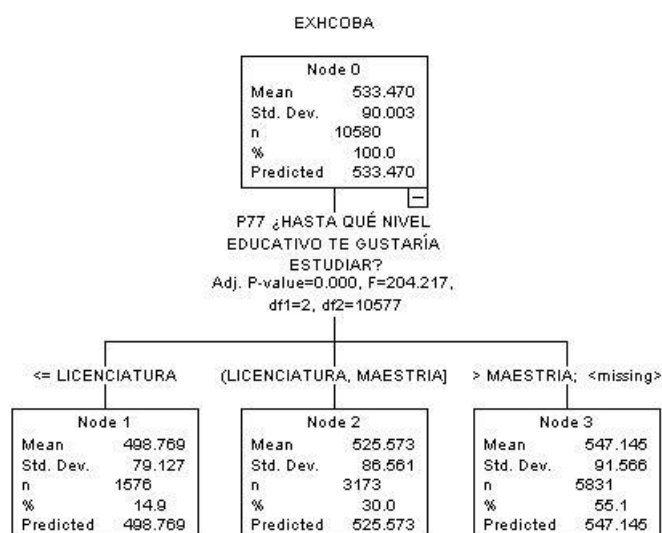 EXHCOBA
Node 0
Mean 533.470
Std. Dev. 90.003
n 10580
% 100.0
Predicted 533.470
P77 ¿HASTA QUÉ NIVEL
EDUCATIVO TE GUSTARÍA
ESTUDIAR?
Adj. P-value=0.000, F=204.217,
df1=2, df2=10577
<= LICENCIATURA
(LICENCIATURA, MAESTRIA]
> MAESTRIA; <missing>
Node 1
Mean 498.769
Std. Dev. 79.127
n 1576
% 14.9
Predicted 498.769
Node 2
Mean 525.573
Std. Dev. 86.561
n 3173
% 30.0
Predicted 525.573
Node 3
Mean 547.145
Std. Dev. 91.566
n 5831
% 55.1
Predicted 547.145